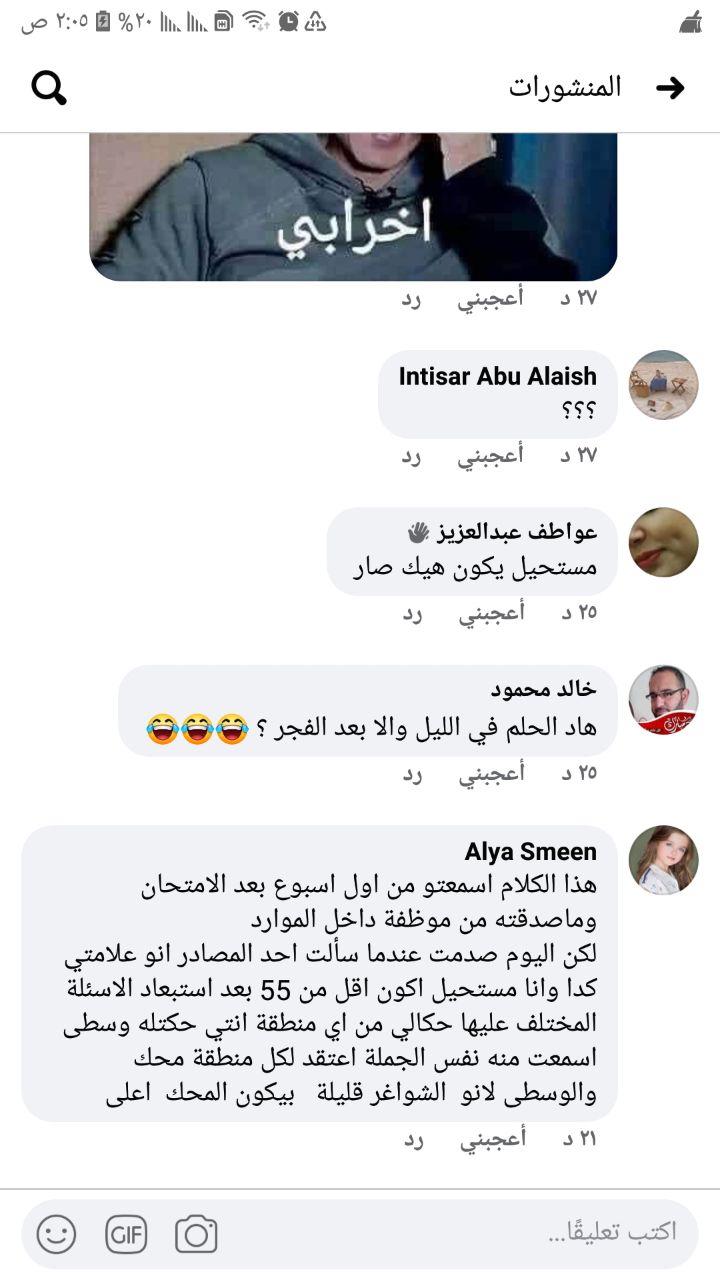 ٢:٠٥ ص
%٢٠
المنشورات
اخرابي
٢٧ د أعجبني رد
Intisar Abu Alaish
؟؟؟
٢٧ د أعجبني رد
عواطف عبدالعزيز 👋
مستحيل يكون هيك صار
٢٥ د أعجبني رد
خالد محمود
هاد الحلم في الليل والا بعد الفجر ؟ 😂😂😂
٢٥ د أعجبني رد
Alya Smeen
هذا الكلام اسمعتو من اول اسبوع بعد الامتحان
وماصدقته من موظفة داخل الموارد
لكن اليوم صدمت عندما سألت احد المصادر انو علامتي
كدا وانا مستحيل اكون اقل من 55 بعد استبعاد الاسئلة
المختلف عليها حكالي من اي منطقة انتي حكتله وسطى
اسمعت منه نفس الجملة اعتقد لكل منطقة محك
والوسطى لانو الشواغر قليلة بيكون المحك اعلى
٢١ د أعجبني رد
اكتب تعليقًا...
GIF